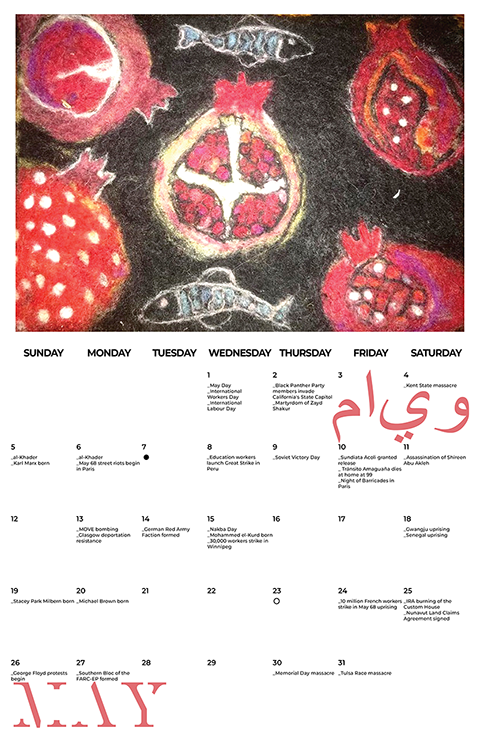 SUNDAY MONDAY TUESDAY WEDNESDAY THURSDAY FRIDAY SATURDAY
1
_May Day
_International
Workers Day
_International
Labour Day
2
_Black Panther Party
members invade
California's State Capitol
_Martyrdom of Zayd
Shakur
3
4
_Kent State massacre
و ي ا م
5
_al-Khader
_Karl Marx born
6
_al-Khader
_May 68 street riots begin
in Paris
7
8
_Education workers
launch Great Strike in
Peru
9
_Soviet Victory Day
10
_Sundiata Acoli granted
release
_Tránsito Amaguaña dies
at home at 99
_Night of Barricades in
Paris
11
_Assassination of Shireen
Abu Akleh
12
13
_MOVE bombing
_Glasgow deportation
resistance
14
_German Red Army
Faction formed
15
_Nakba Day
_Mohammed el-Kurd born
_30,000 workers strike in
Winnipeg
16
17
18
_Gwangju uprising
_Senegal uprising
19
_Stacey Park Milbern born
20
_Michael Brown born
21
22
23
24
_10 million French workers
strike in May 68 uprising
25
_IRA burning of the
Custom House
_Nunavut Land Claims
Agreement signed
26
_George Floyd protests
begin
27
_Southern Bloc of the
FARC-EP formed
28
29
30
_Memorial Day massacre
31
_Tulsa Race massacre
MAY